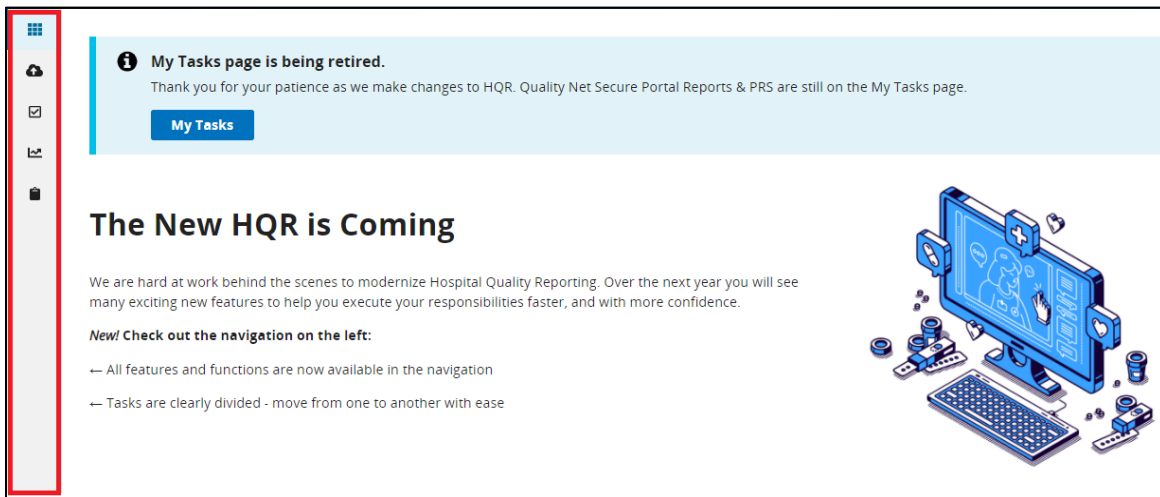 My Tasks page is being retired.
Thank you for your patience as we make changes to HQR. Quality Net Secure Portal Reports & PRS are still on the My Tasks page.
My Tasks
The New HQR is Coming
We are hard at work behind the scenes to modernize Hospital Quality Reporting. Over the next year you will see
many exciting new features to help you execute your responsibilities faster, and with more confidence.
New! Check out the navigation on the left:
← All features and functions are now available in the navigation
← Tasks are clearly divided - move from one to another with ease